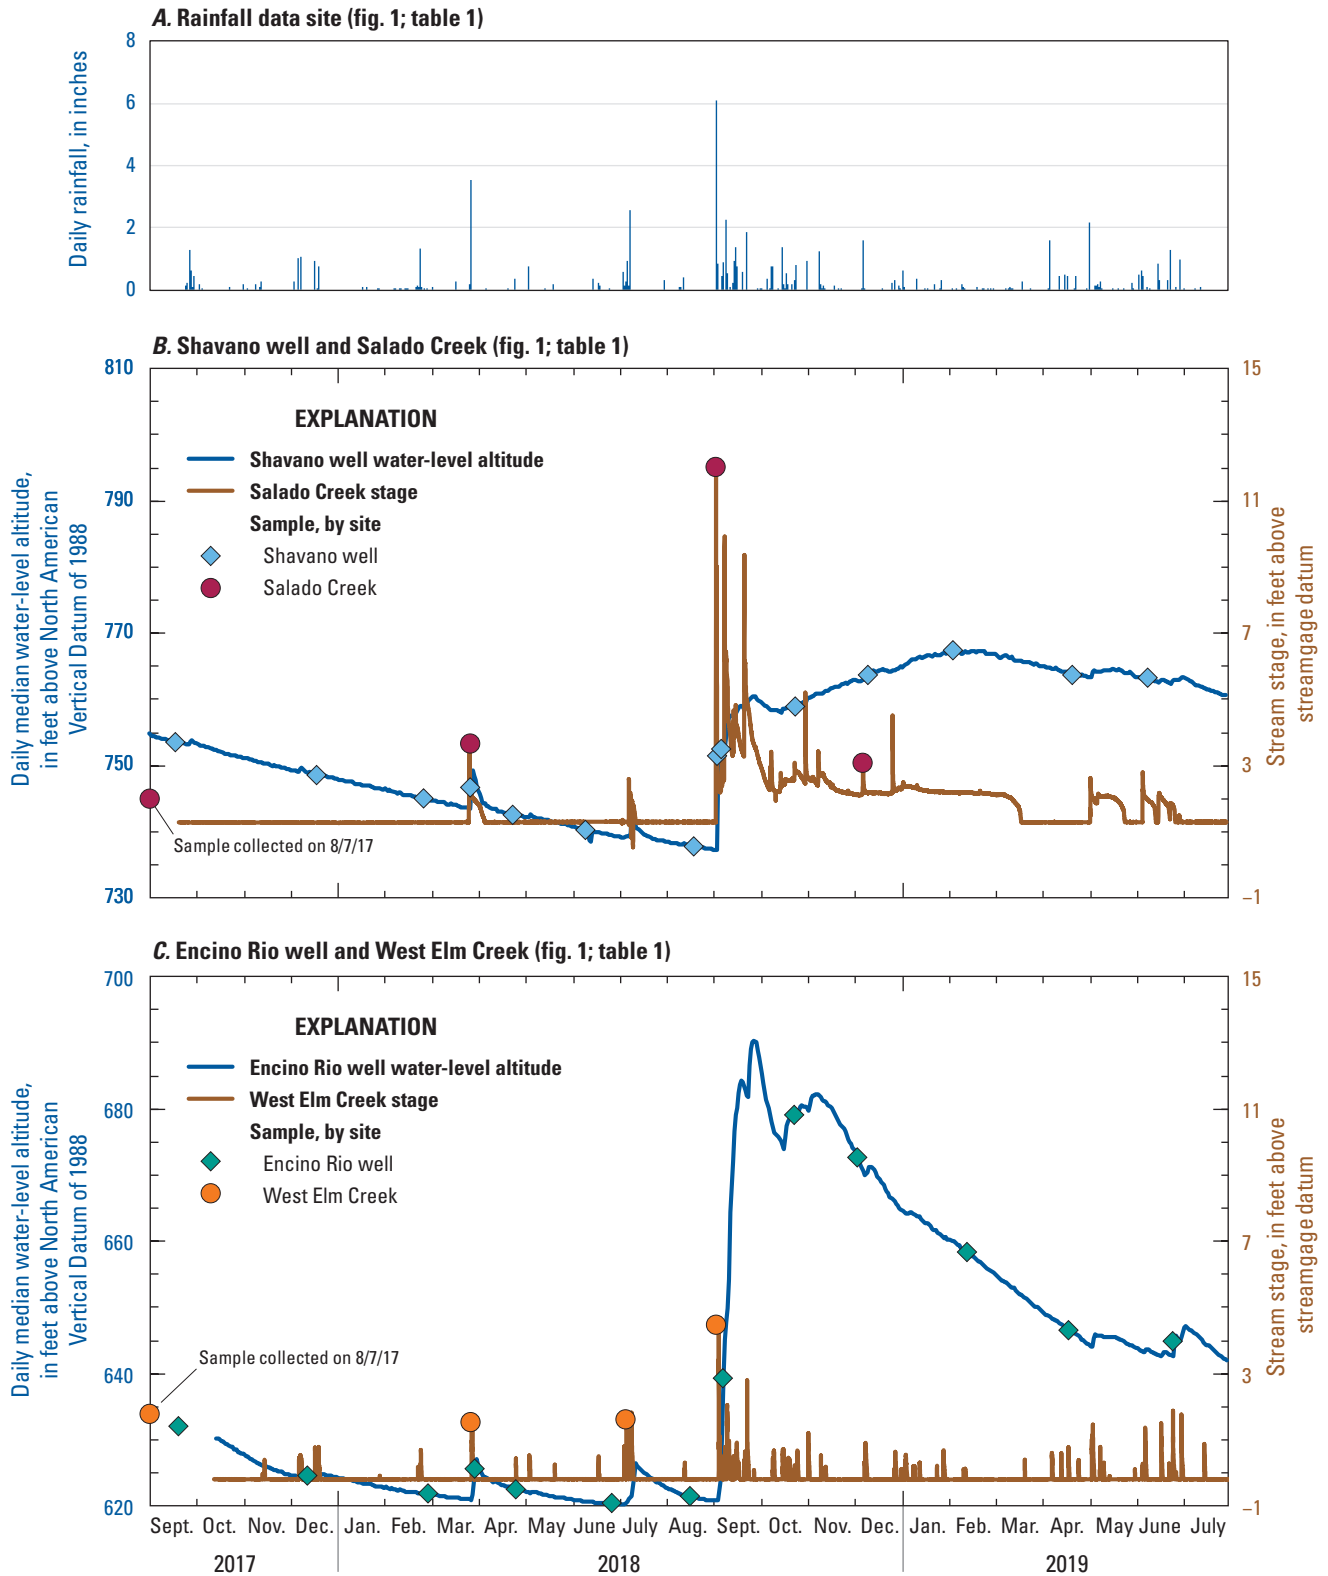 A. Rainfall data site (fig. 1; table 1)
Daily rainfall, in inches
8
6
4
2
0
B. Shavano well and Salado Creek (fig. 1; table 1)
Daily median water-level altitude,
in feet above North American
Vertical Datum of 1988
810
790
770
750
730
EXPLANATION
Shavano well water-level altitude
Salado Creek stage
Sample, by site
Shavano well
Salado Creek
Sample collected on 8/7/17
15
11
7
3
–1
Stream stage, in feet above
streamgage datum
C. Encino Rio well and West Elm Creek (fig. 1; table 1)
Daily median water-level altitude,
in feet above North American
Vertical Datum of 1988
700
680
660
640
620
EXPLANATION
Encino Rio well water-level altitude
West Elm Creek stage
Sample, by site
Encino Rio well
West Elm Creek
Sample collected on 8/7/17
15
11
7
3
–1
Stream stage, in feet above
streamgage datum
Sept. Oct. Nov. Dec. Jan. Feb. Mar. Apr. May June July Aug. Sept. Oct. Nov. Dec. Jan. Feb. Mar. Apr. May June July
2017 2018 2019